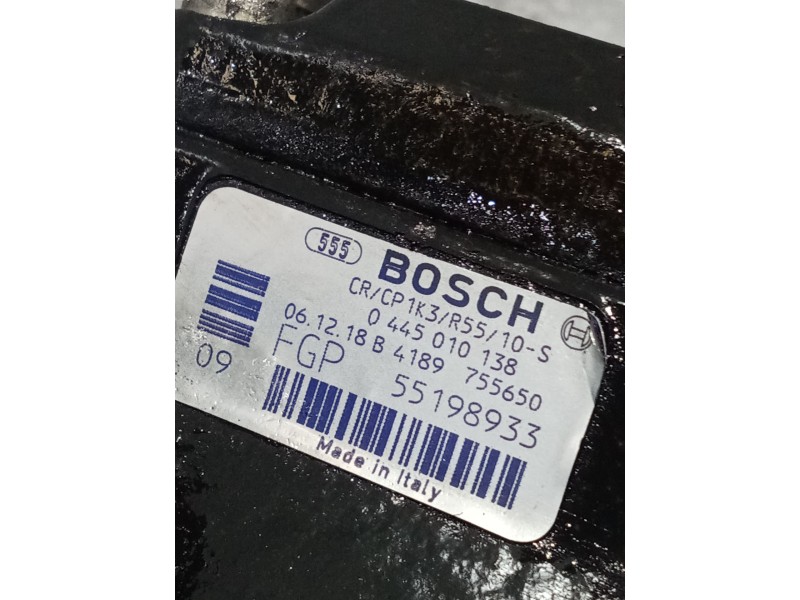 555 BOSCH
CR/CP1K3/R55/10-S
0 445 010 138
06.12.18 B 4189 755650
09 FGP 55198933
Made in Italy